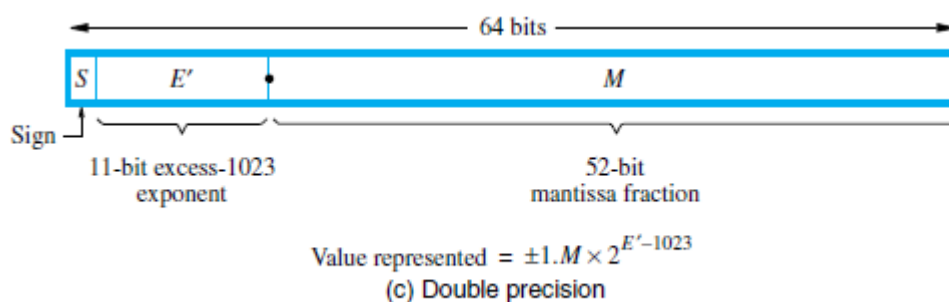 64 bits
S E′ M
Sign
11-bit excess-1023
exponent
52-bit
mantissa fraction
Value represented = ±1.M × 2^{E′–1023}
(c) Double precision